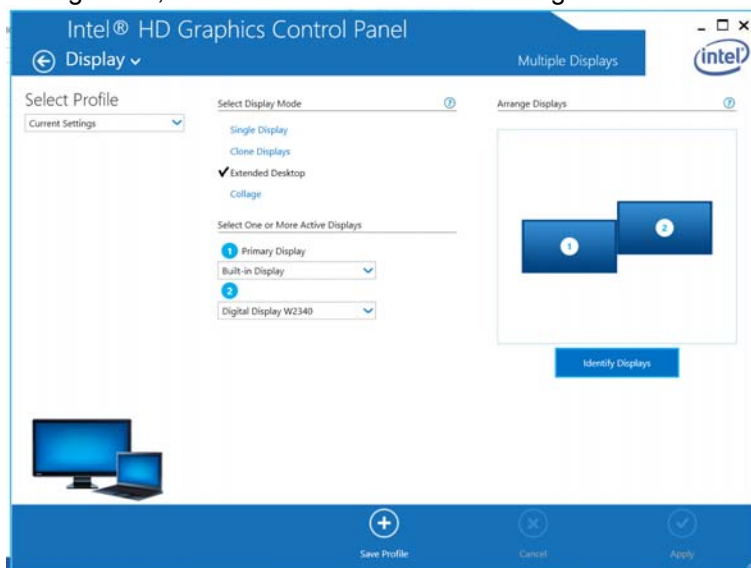 Intel® HD Graphics Control Panel
Display
Multiple Displays
intel
Select Profile
Current Settings
Select Display Mode
?
Single Display
Clone Displays
Extended Desktop
Collage
Select One or More Active Displays
1 Primary Display
Built-in Display
2
Digital Display W2340
Arrange Displays
?
1
2
Identify Displays
Save Profile
Cancel
Apply